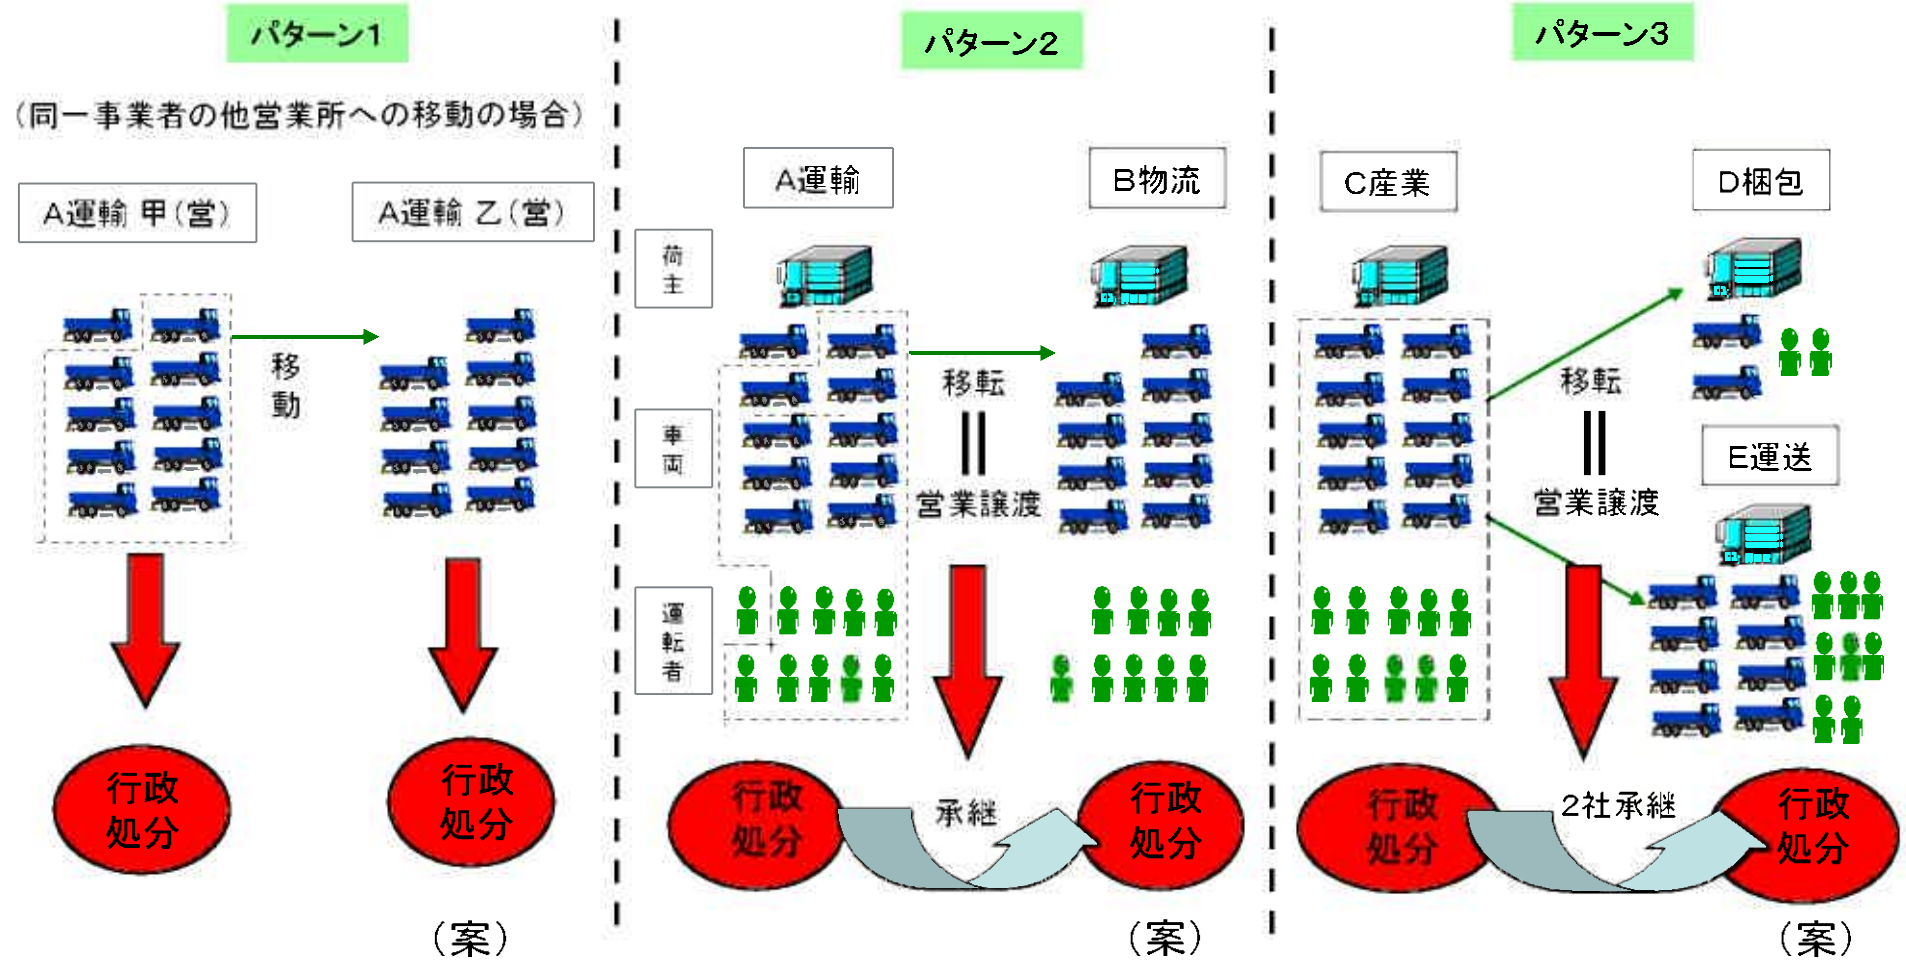 パターン1
(同一事業者の他営業所への移動の場合)
A運輸 甲(営)
A運輸 乙(営)
移動
行政
処分
行政
処分
(案)
パターン2
A運輸
B物流
荷主
車両
運転者
移転
営業譲渡
行政
処分
承継
行政
処分
(案)
パターン3
C産業
D梱包
移転
営業譲渡
E運送
行政
処分
2社承継
行政
処分
(案)